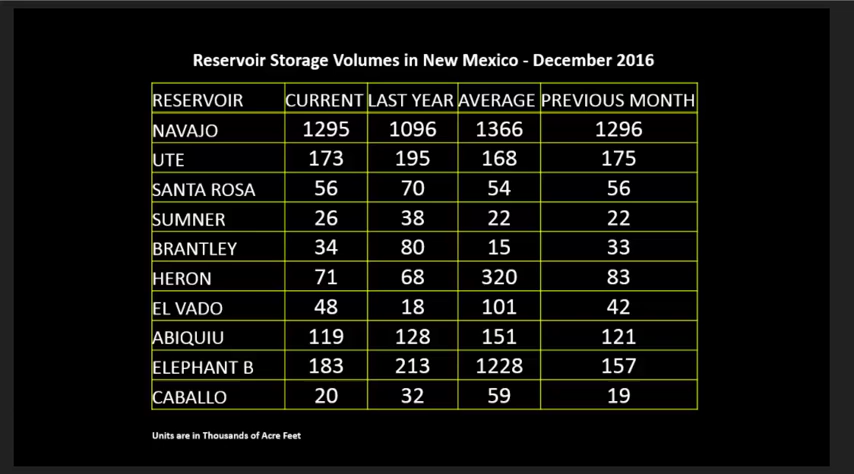 Reservoir Storage Volumes in New Mexico - December 2016
RESERVOIR CURRENT LAST YEAR AVERAGE PREVIOUS MONTH
NAVAJO 1295 1096 1366 1296
UTE 173 195 168 175
SANTA ROSA 56 70 54 56
SUMNER 26 38 22 22
BRANTLEY 34 80 15 33
HERON 71 68 320 83
EL VADO 48 18 101 42
ABIQUIU 119 128 151 121
ELEPHANT B 183 213 1228 157
CABALLO 20 32 59 19
Units are in Thousands of Acre Feet